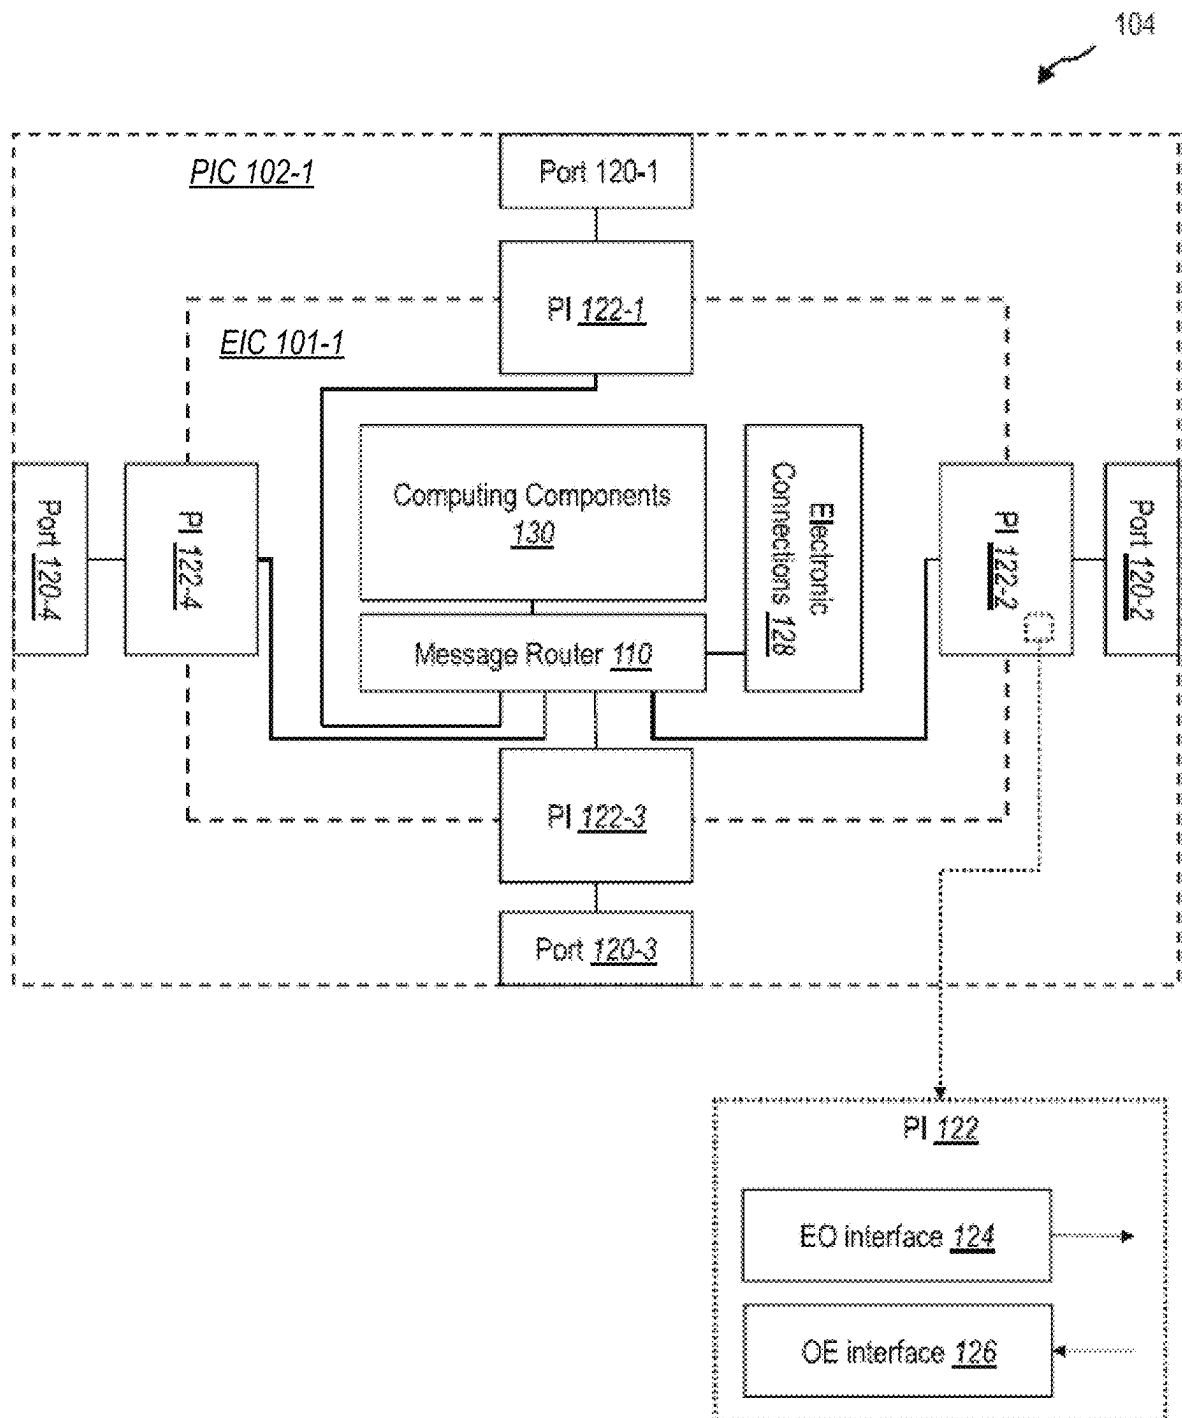 104
PIC 102-1
Port 120-1
PI 122-1
EIC 101-1
Computing Components
130
Electronic
Connections 128
Port 120-4
PI 122-4
PI 122-2
Port 120-2
Message Router 110
PI 122-3
Port 120-3
PI 122
EO interface 124
OE interface 126